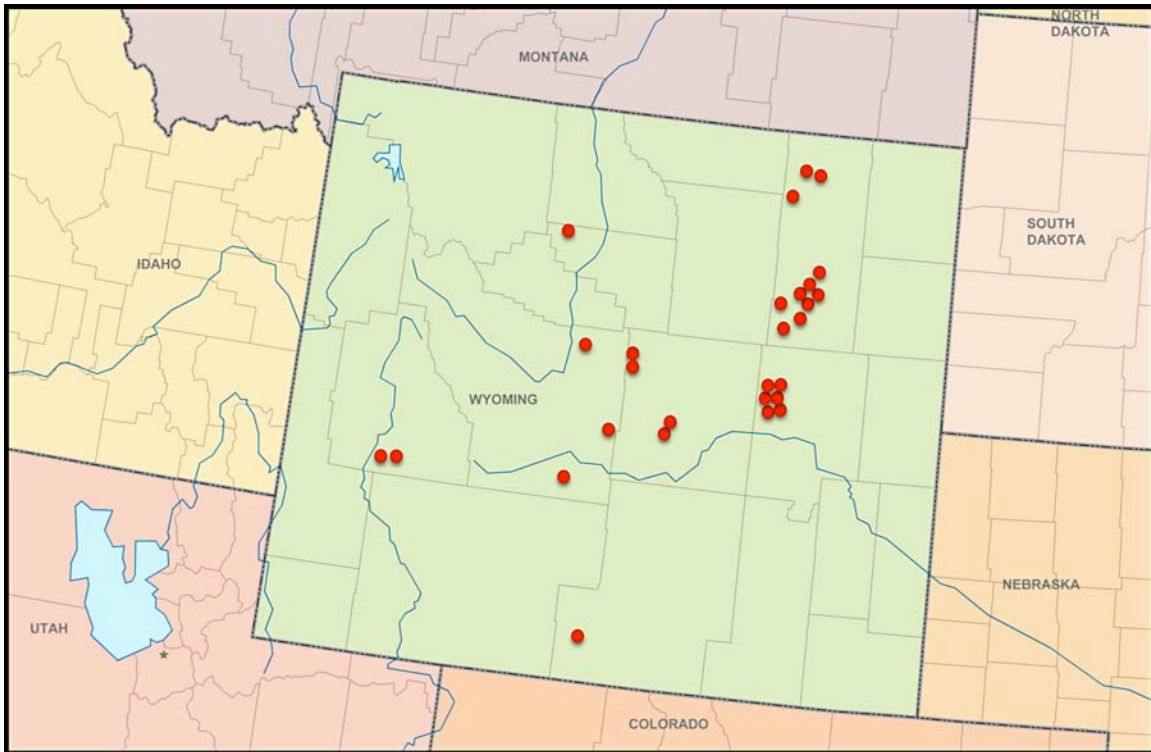 NORTH
DAKOTA
MONTANA
SOUTH
DAKOTA
IDAHO
WYOMING
NEBRASKA
UTAH
COLORADO